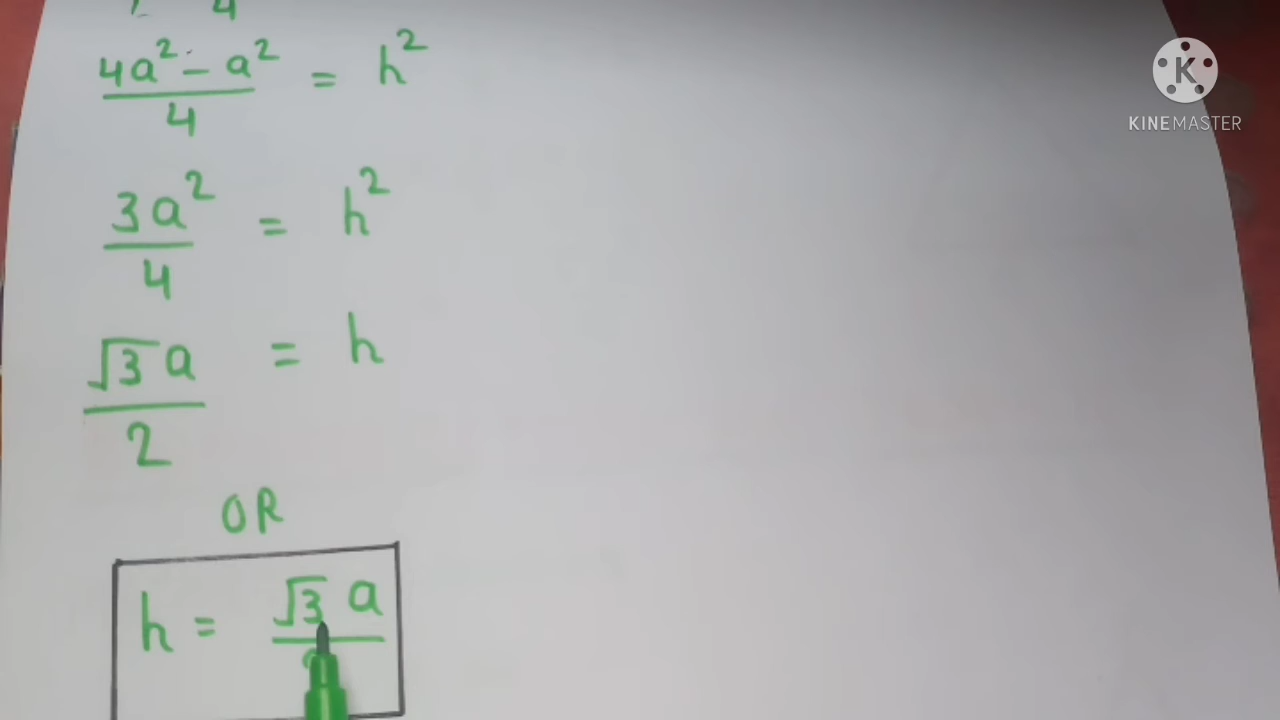 4a² - a² / 4 = h²
KINEMASTER
3a² / 4 = h²
√3 a / 2 = h
OR
h = √3 a